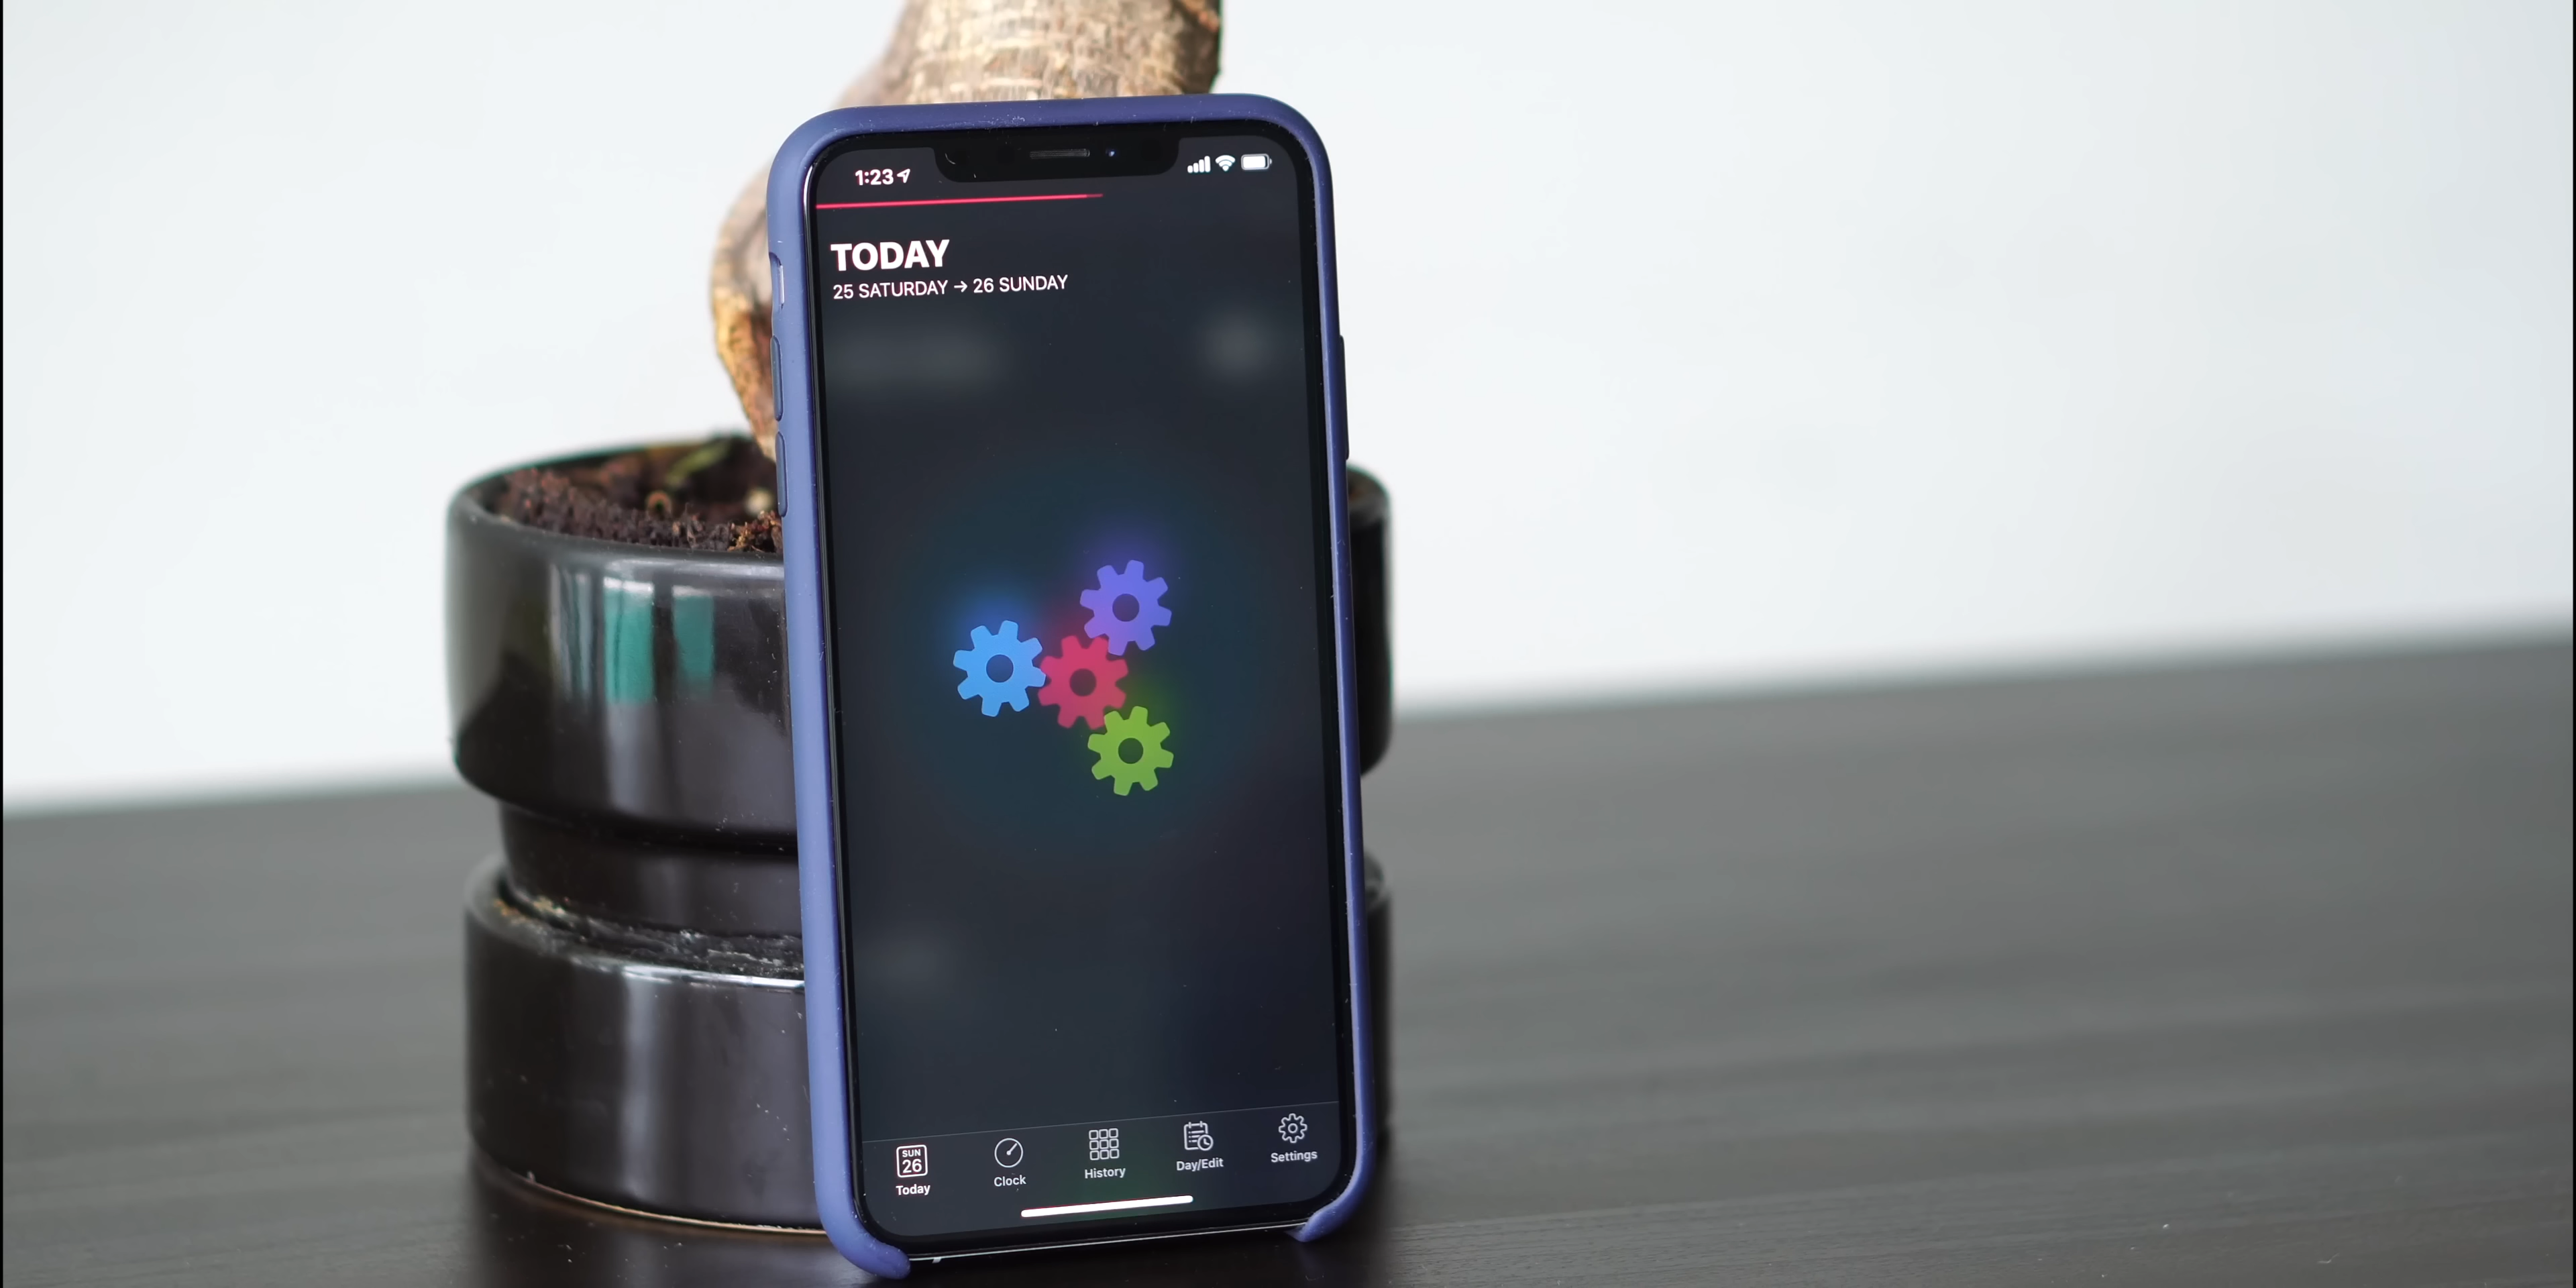 1:23
TODAY
25 SATURDAY → 26 SUNDAY
SUN
26
Today
Clock
History
Day/Edit
Settings